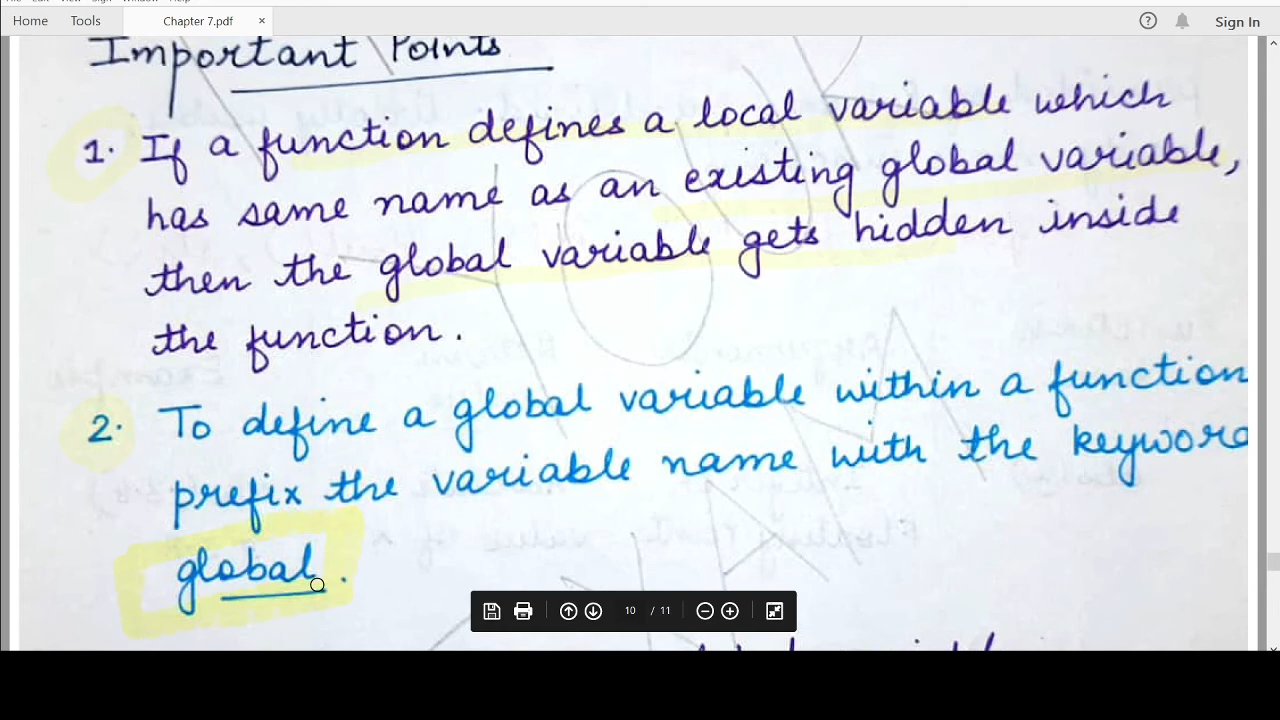 Home Tools Chapter 7.pdf × Sign In
Important Points
1. If a function defines a local variable which
has same name as an existing global variable,
then the global variable gets hidden inside
the function.
2. To define a global variable within a function
prefix the variable name with the keyword
global.
10 / 11